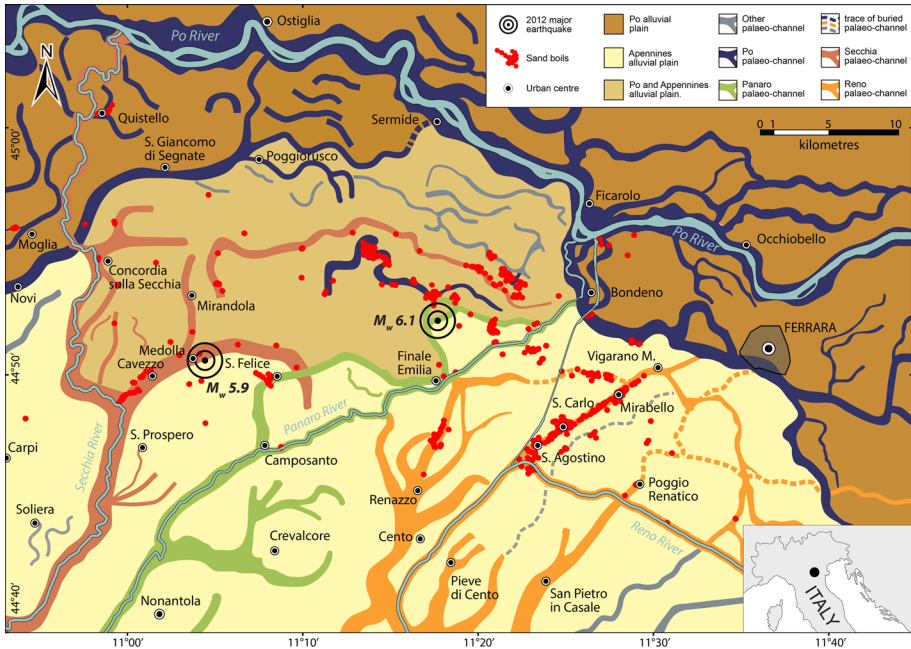 Ostiglia
Po River
N
2012 major
earthquake
Sand boils
Urban centre
Po alluvial
plain
Apennines
alluvial plain
Po and Appennines
alluvial plain.
Other
palaeo-channel
Po
palaeo-channel
Panaro
palaeo-channel
trace of buried
palaeo-channel
Secchia
palaeo-channel
Reno
palaeo-channel
0 1 5 10
kilometres
Quistello
Sermide
45°00'
S. Giacomo
di Segnate
Poggiorusco
Ficarolo
Po River
Moglia
Occhiobello
Concordia
sulla Secchia
Novi
Mirandola
Bondeno
Mw 6.1
FERRARA
Medolla
Cavezzo
S. Felice
Mw 5.9
44°50'
Finale
Emilia
Vigarano M.
S. Carlo
Mirabello
Panaro River
Carpi
S. Prospero
Secchia River
Camposanto
S. Agostino
Poggio
Renatico
Renazzo
Soliera
Reno River
Crevalcore
Cento
Pieve
di Cento
San Pietro
in Casale
44°40'
Nonantola
ITALY
11°00' 11°10' 11°20' 11°30' 11°40'